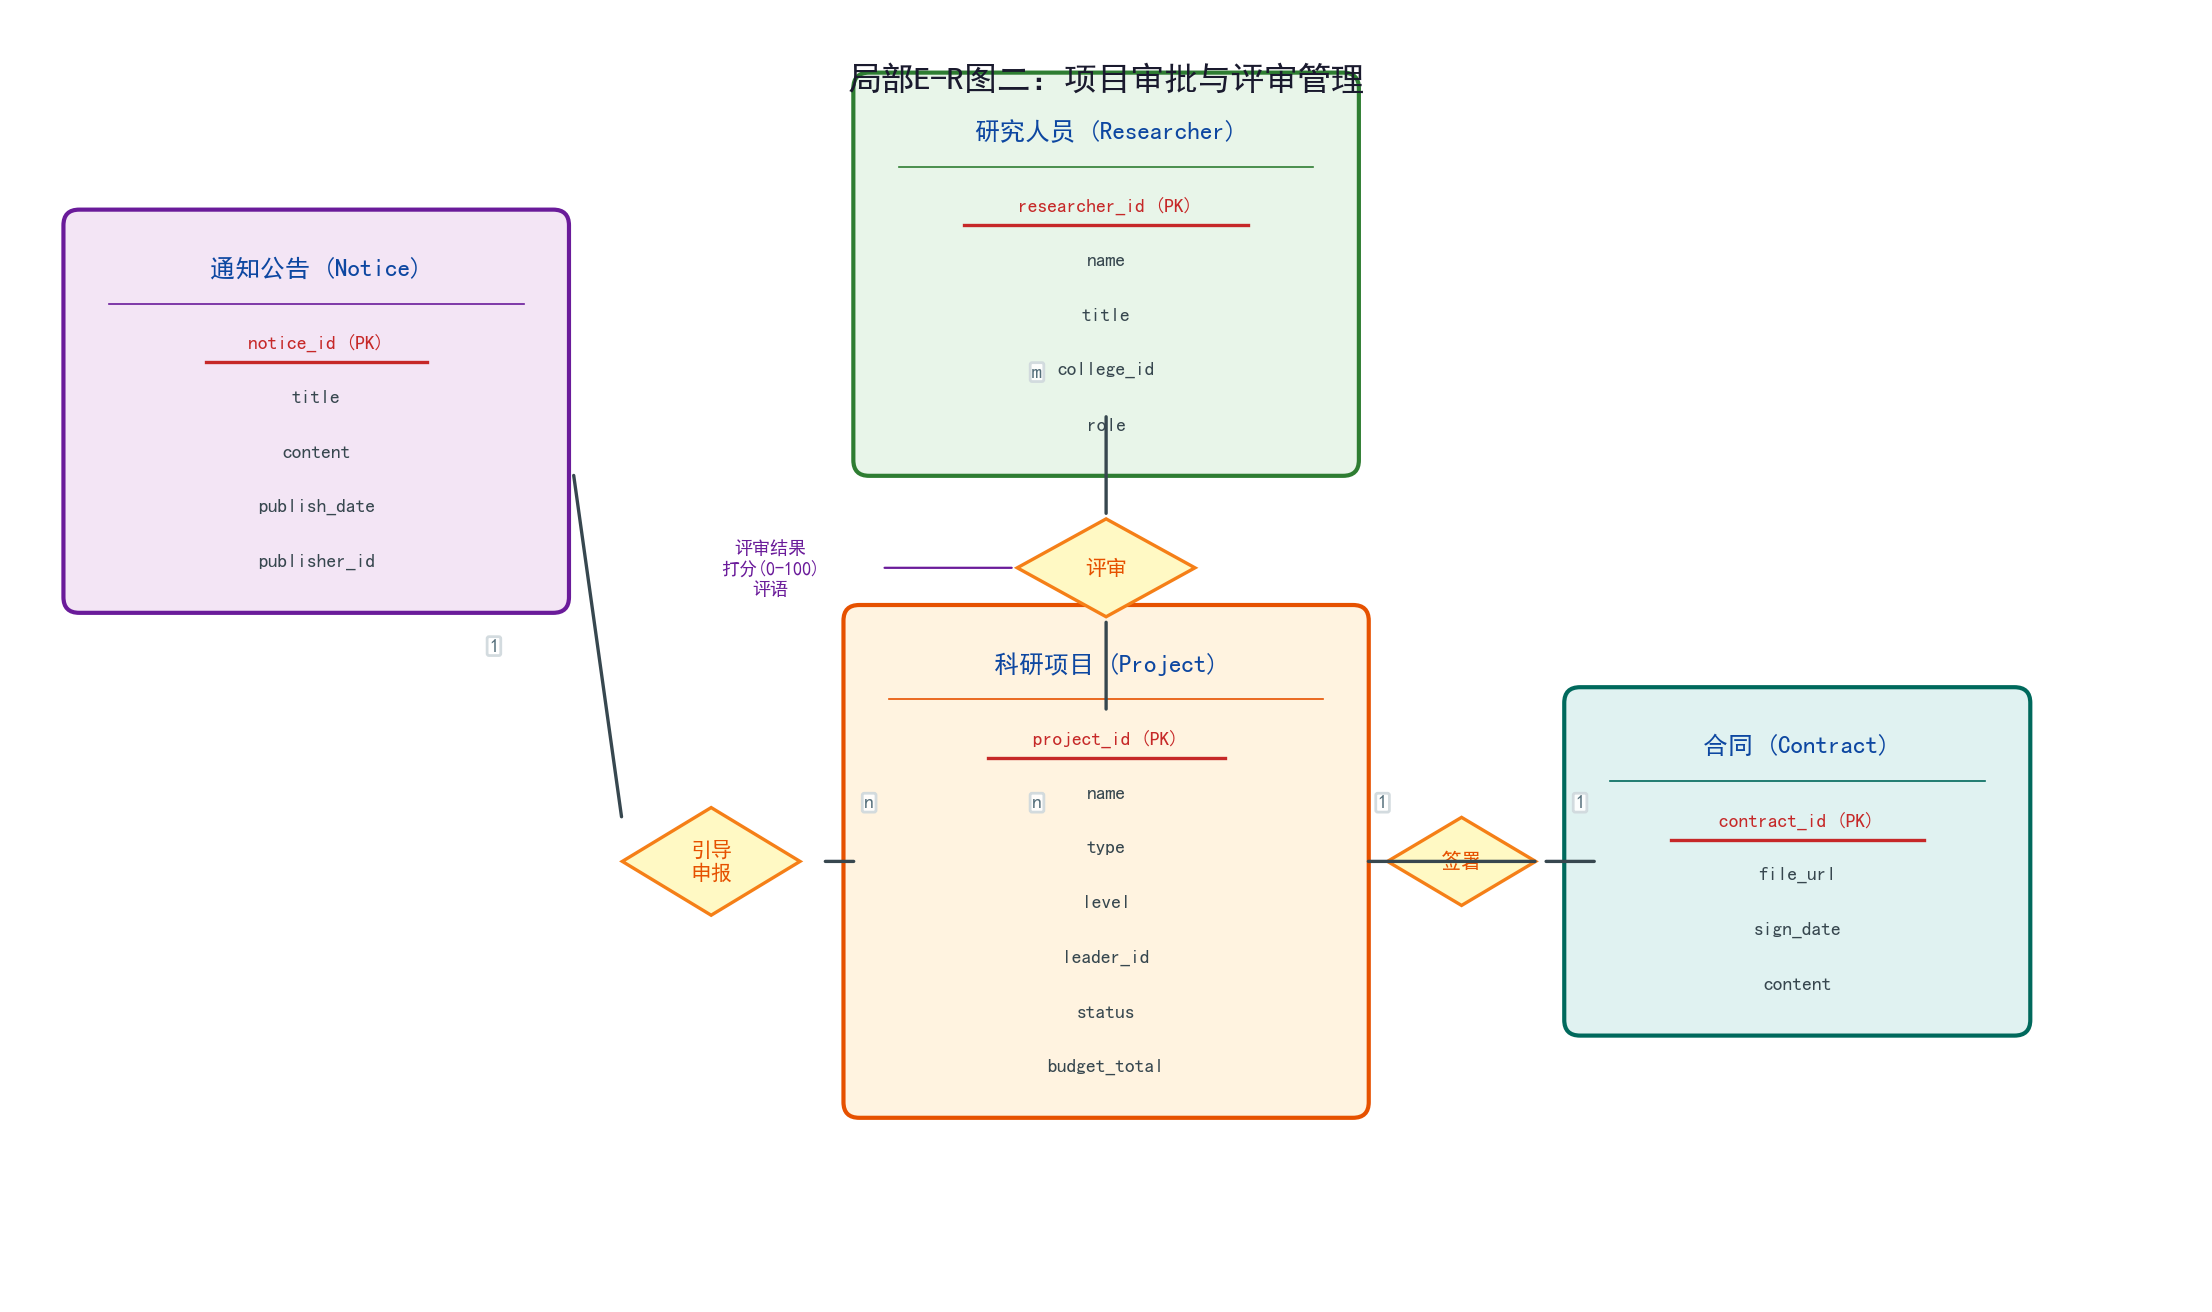 局部E-R图二：项目审批与评审管理
研究人员 (Researcher)
researcher_id (PK)
name
title
m
college_id
role
通知公告 (Notice)
notice_id (PK)
title
content
publish_date
publisher_id
1
评审结果
打分(0-100)
评语
评审
科研项目 (Project)
project_id (PK)
n
n
name
type
level
leader_id
status
budget_total
引导
申报
1
签署
1
合同 (Contract)
contract_id (PK)
file_url
sign_date
content